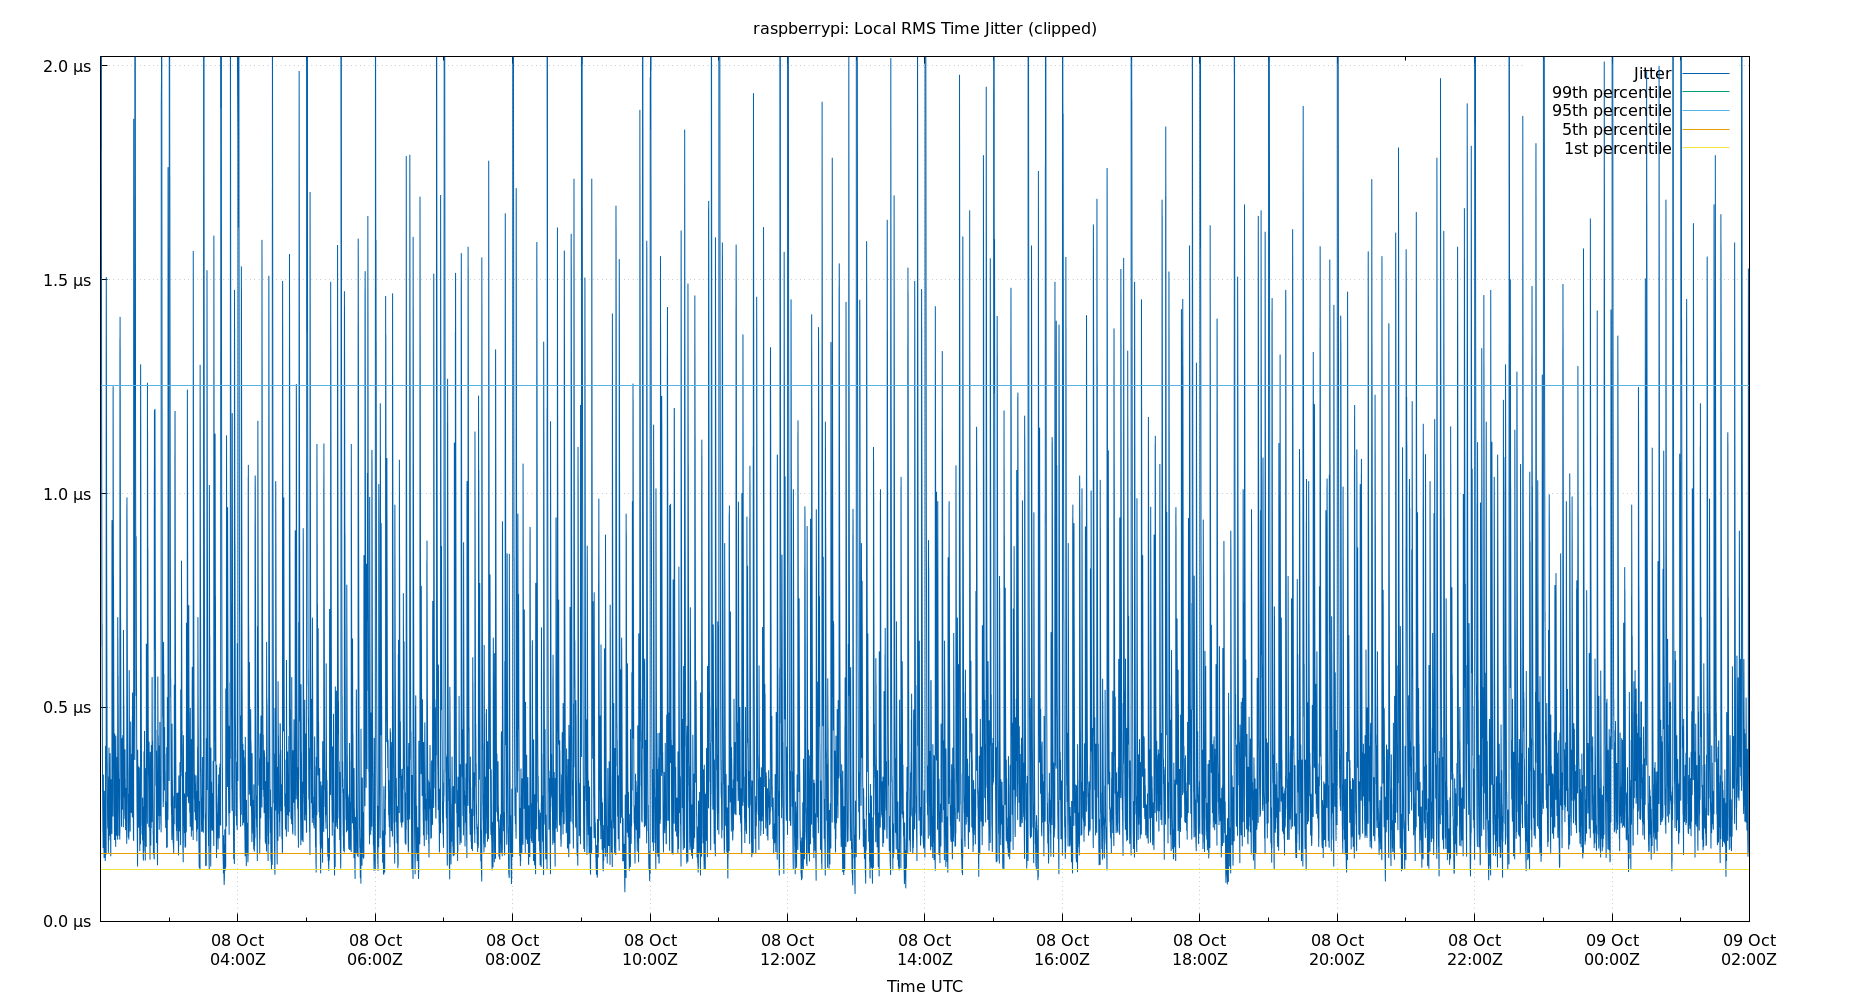 raspberrypi: Local RMS Time Jitter (clipped)
2.0 µs
1.5 µs
1.0 µs
0.5 µs
0.0 µs
Jitter
99th percentile
95th percentile
5th percentile
1st percentile
08 Oct 08 Oct 08 Oct 08 Oct 08 Oct 08 Oct 08 Oct 08 Oct 08 Oct 08 Oct 09 Oct 09 Oct
04:00Z 06:00Z 08:00Z 10:00Z 12:00Z 14:00Z 16:00Z 18:00Z 20:00Z 22:00Z 00:00Z 02:00Z
Time UTC